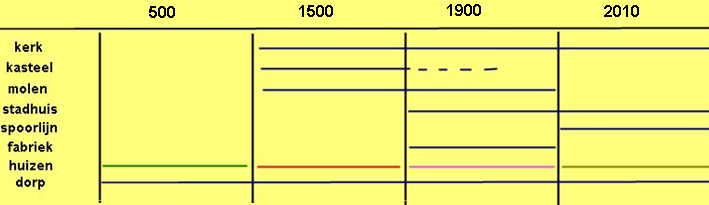 500 1500 1900 2010
kerk
kasteel
molen
stadhuis
spoorlijn
fabriek
huizen
dorp